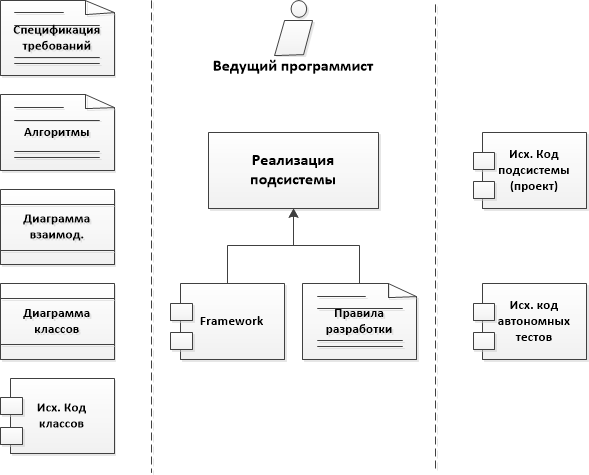 Спецификация
требований
Алгоритмы
Диаграмма
взаимод.
Диаграмма
классов
Исх. Код
классов
Ведущий программист
Реализация
подсистемы
Framework
Правила
разработки
Исх. Код
подсистемы
(проект)
Исх. код
автономных
тестов